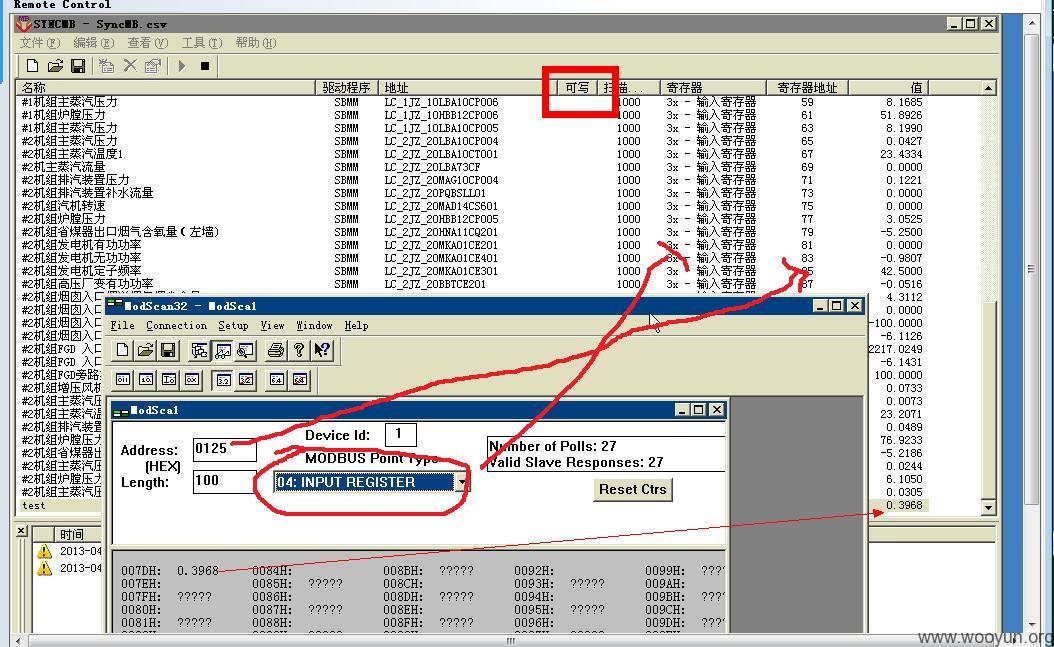 Remote Control
SYNCMB - SyncMB.csv
文件(F) 编辑(E) 查看(V) 工具(T) 帮助(H)
名称 驱动程序 地址 可写 扫描... 寄存器 寄存器地址 值
#1机组主蒸汽压力 SBMM LC_1JZ_10LBA10CP006 1000 3x - 输入寄存器 59 8.1685
#1机组炉膛压力 SBMM LC_1JZ_10HBB12CP006 1000 3x - 输入寄存器 61 51.8926
#1机组主蒸汽压力 SBMM LC_1JZ_10LBA10CP005 1000 3x - 输入寄存器 63 8.1990
#2机组主蒸汽压力 SBMM LC_2JZ_20LBA10CP004 1000 3x - 输入寄存器 65 0.0427
#2机组主蒸汽温度1 SBMM LC_2JZ_20LBA10CT001 1000 3x - 输入寄存器 67 23.4334
#2机主蒸汽流量 SBMM LC_2JZ_20LBA73CF 1000 3x - 输入寄存器 69 0.0000
#2机组排汽装置压力 SBMM LC_2JZ_20MAG10CP004 1000 3x - 输入寄存器 71 0.1221
#2机组排汽装置补水流量 SBMM LC_2JZ_20PQBSLL01 1000 3x - 输入寄存器 73 0.0000
#2机组汽机转速 SBMM LC_2JZ_20MAD14CS601 1000 3x - 输入寄存器 75 0.0000
#2机组炉膛压力 SBMM LC_2JZ_20HBB12CP005 1000 3x - 输入寄存器 77 3.0525
#2机组省煤器出口烟气含氧量(左墙) SBMM LC_2JZ_20HNA11CQ201 1000 3x - 输入寄存器 79 -5.2500
#2机组发电机有功功率 SBMM LC_2JZ_20MKA01CE201 1000 3x - 输入寄存器 81 0.0000
#2机组发电机无功功率 SBMM LC_2JZ_20MKA01CE401 1000 3x - 输入寄存器 83 -0.9807
#2机组发电机定子频率 SBMM LC_2JZ_20MKA01CE301 1000 3x - 输入寄存器 85 42.5000
#2机组高压厂变有功功率 SBMM LC_2JZ_20BBTCE201 1000 3x - 输入寄存器 87 -0.0516
#2机组烟囱入口 4.3112
#2机组烟囱入口 0.0000
#2机组烟囱入口 -100.0000
#2机组烟囱入口 -6.1126
#2机组FGD 入口 2217.0249
#2机组FGD 入口 -6.1431
#2机组FGD旁路 100.0000
#2机组增压风机 0.0733
#2机组主蒸汽压 0.0073
#2机组主蒸汽温 23.2071
#2机组排汽装置 0.0489
#2机组炉膛压力 76.9233
#2机组省煤器出 -5.2186
#2机组主蒸汽压 0.0244
#2机组炉膛压力 6.1050
#2机组主蒸汽压 0.0305
test 0.3968
时间
2013-04
2013-04
ModScan32 - ModSca1
File Connection Setup View Window Help
ModSca1
Address: 0125 Device Id: 1
(HEX) MODBUS Point Type
Length: 100 04: INPUT REGISTER
Number of Polls: 27
Valid Slave Responses: 27
Reset Ctrs
007DH: 0.3968 0084H: 008BH: ????? 0092H: 0099H: ????
007EH: 0085H: ????? 008CH: 0093H: ????? 009AH:
007FH: ????? 0086H: 008DH: ????? 0094H: 009BH: ????
0080H: 0087H: ????? 008EH: 0095H: ????? 009CH:
0081H: ????? 0088H: 008FH: ????? 0096H: 009DH: ????
www.wooyun.org